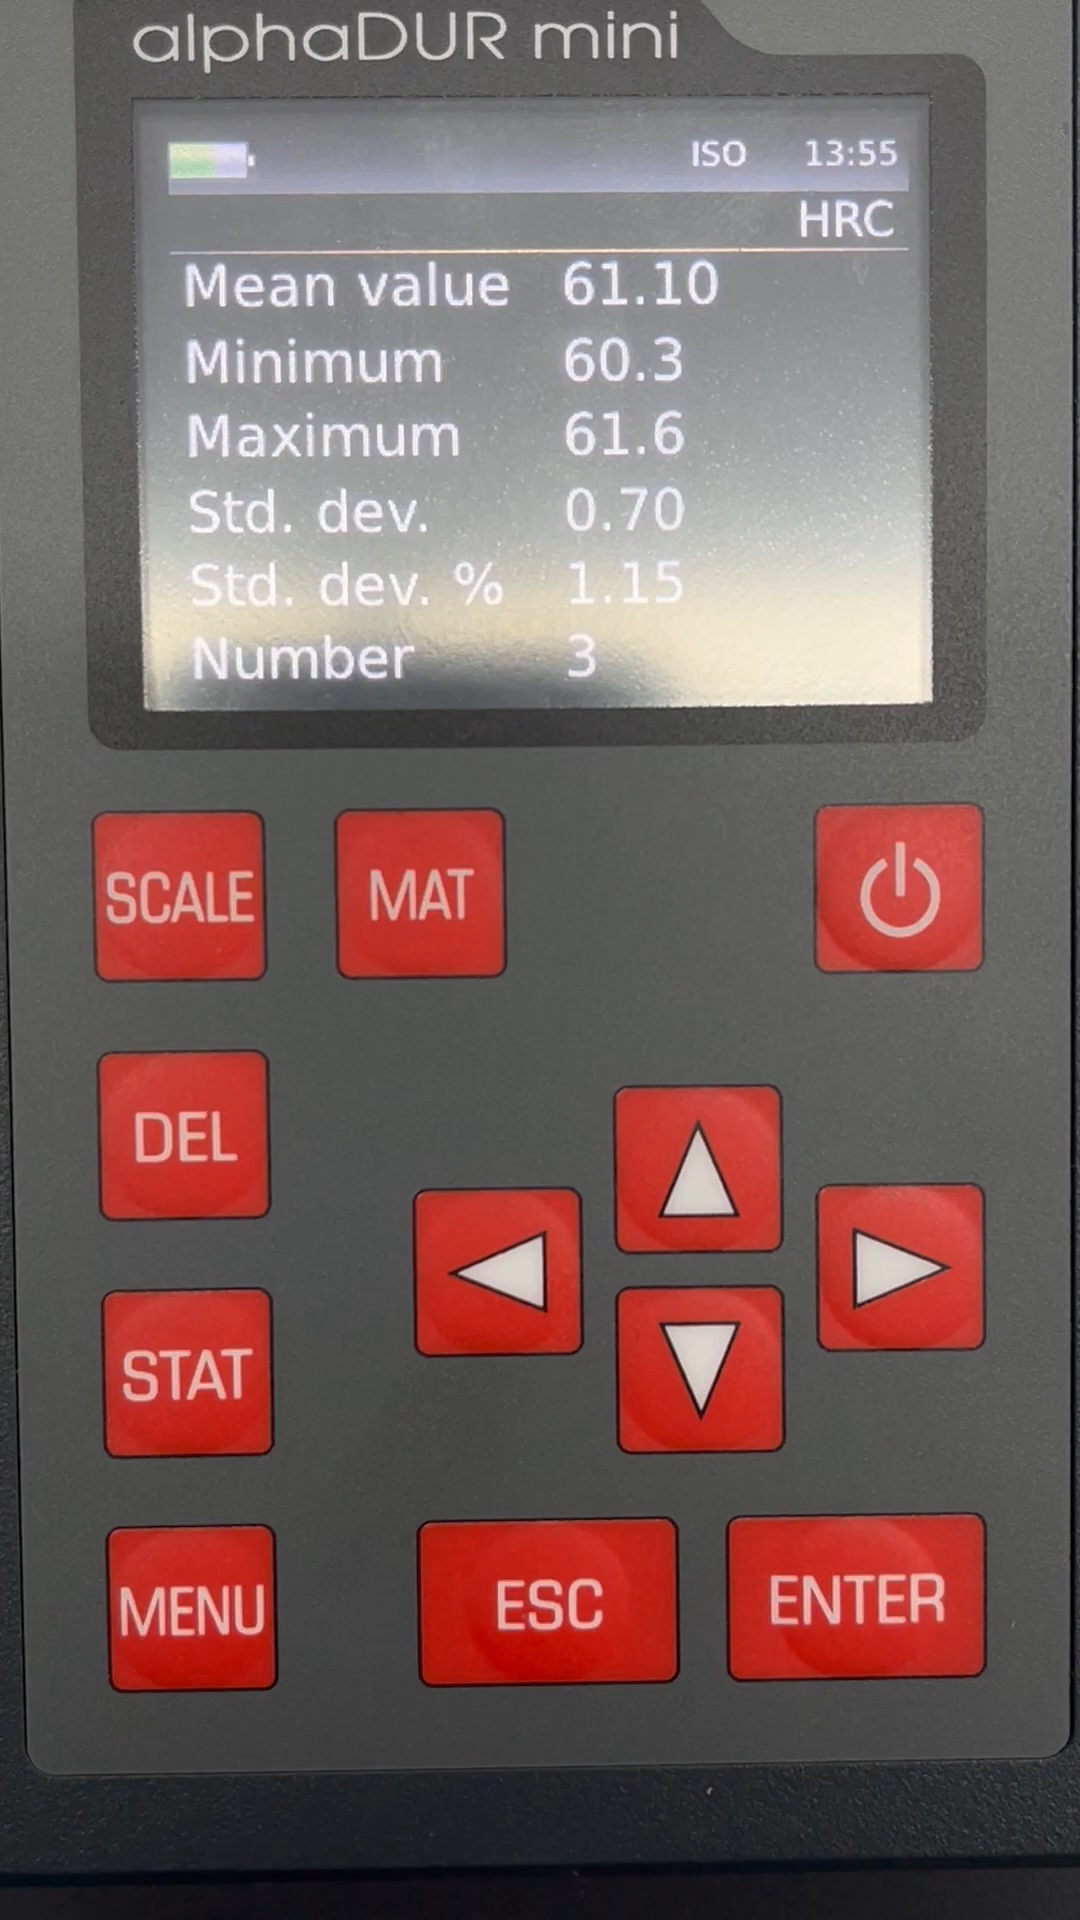 alphaDUR mini
ISO 13:55
HRC
Mean value 61.10
Minimum 60.3
Maximum 61.6
Std. dev. 0.70
Std. dev. % 1.15
Number 3
SCALE MAT
DEL
STAT
MENU ESC ENTER